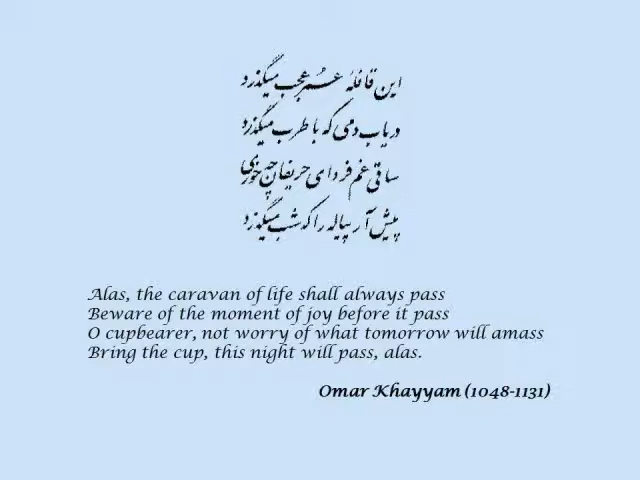 این قافلهٔ عمر عجب میگذرد
دریاب دمی که با طرب میگذرد
ساقی غم فردای حریفان چه خوری
پیش آر پیاله را که شب میگذرد
Alas, the caravan of life shall always pass
Beware of the moment of joy before it pass
O cupbearer, not worry of what tomorrow will amass
Bring the cup, this night will pass, alas.
Omar Khayyam (1048-1131)